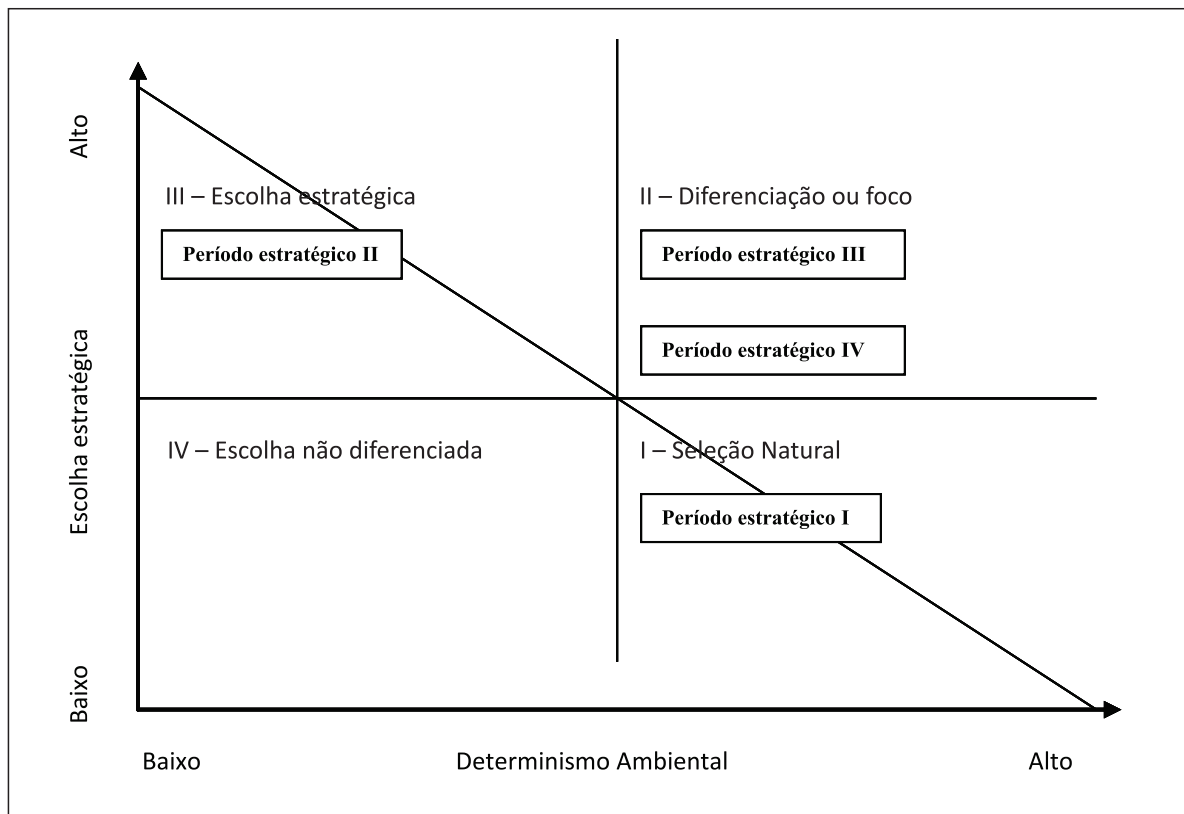 Alto
III – Escolha estratégica
II – Diferenciação ou foco
Período estratégico II
Período estratégico III
Período estratégico IV
Escolha estratégica
IV – Escolha não diferenciada
I – Seleção Natural
Período estratégico I
Baixo
Baixo
Determinismo Ambiental
Alto